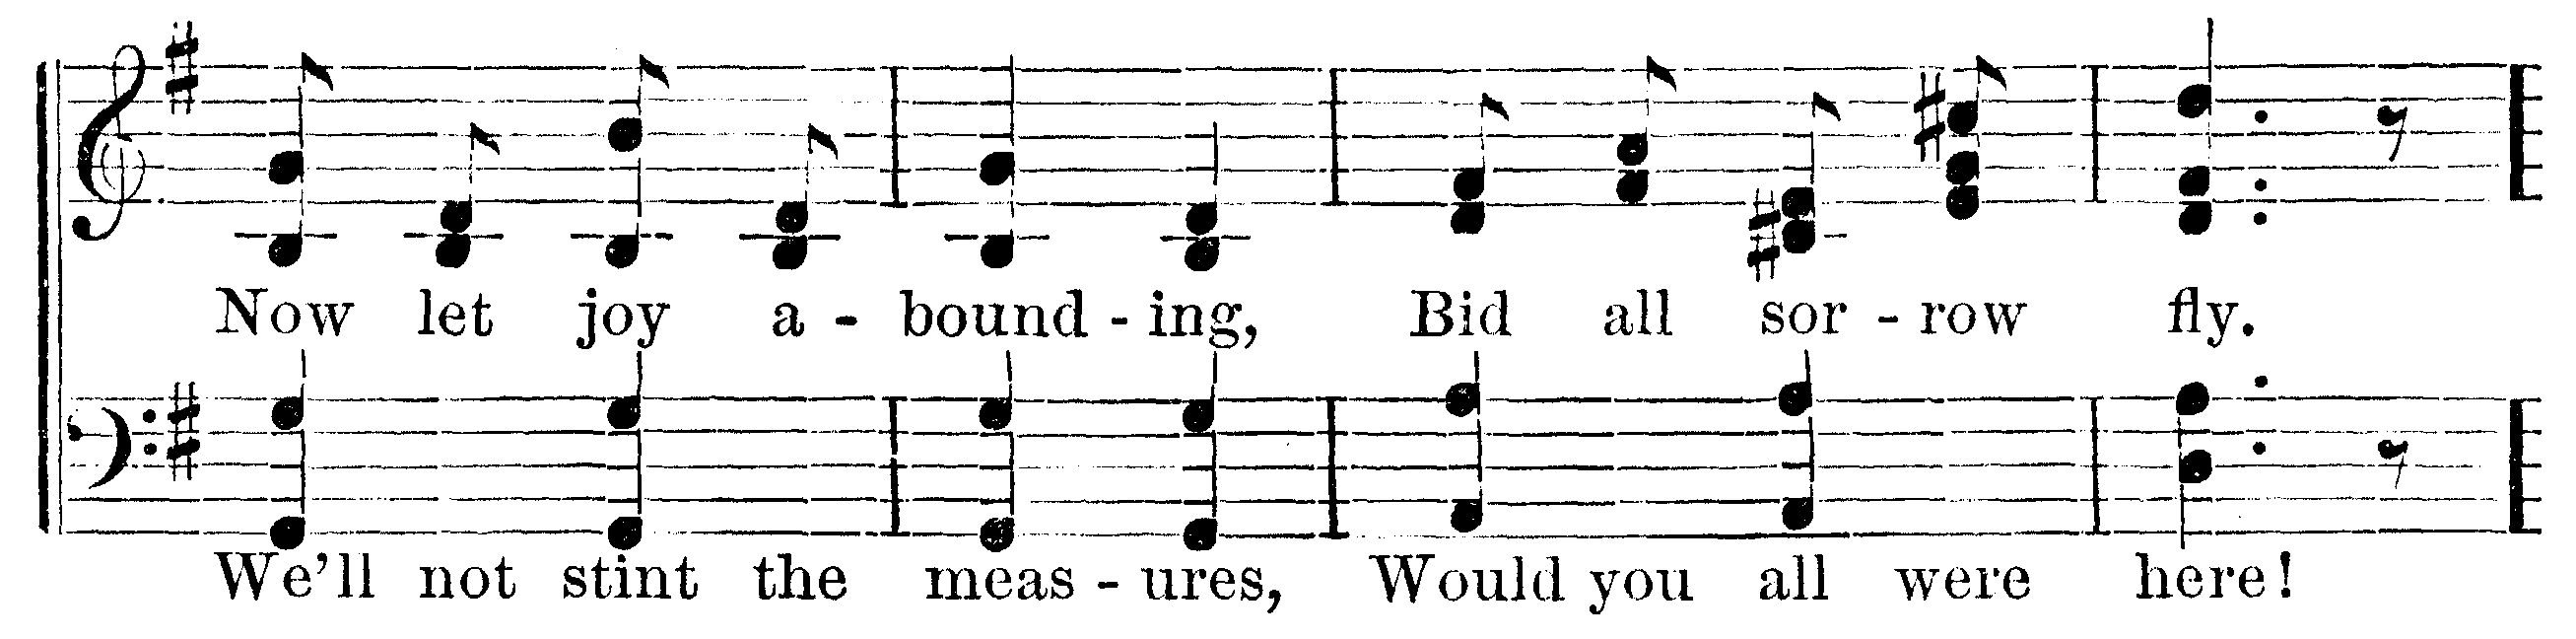 Now let joy a - bound - ing, Bid all sor - row fly.
We'll not stint the meas - ures, Would you all were here!